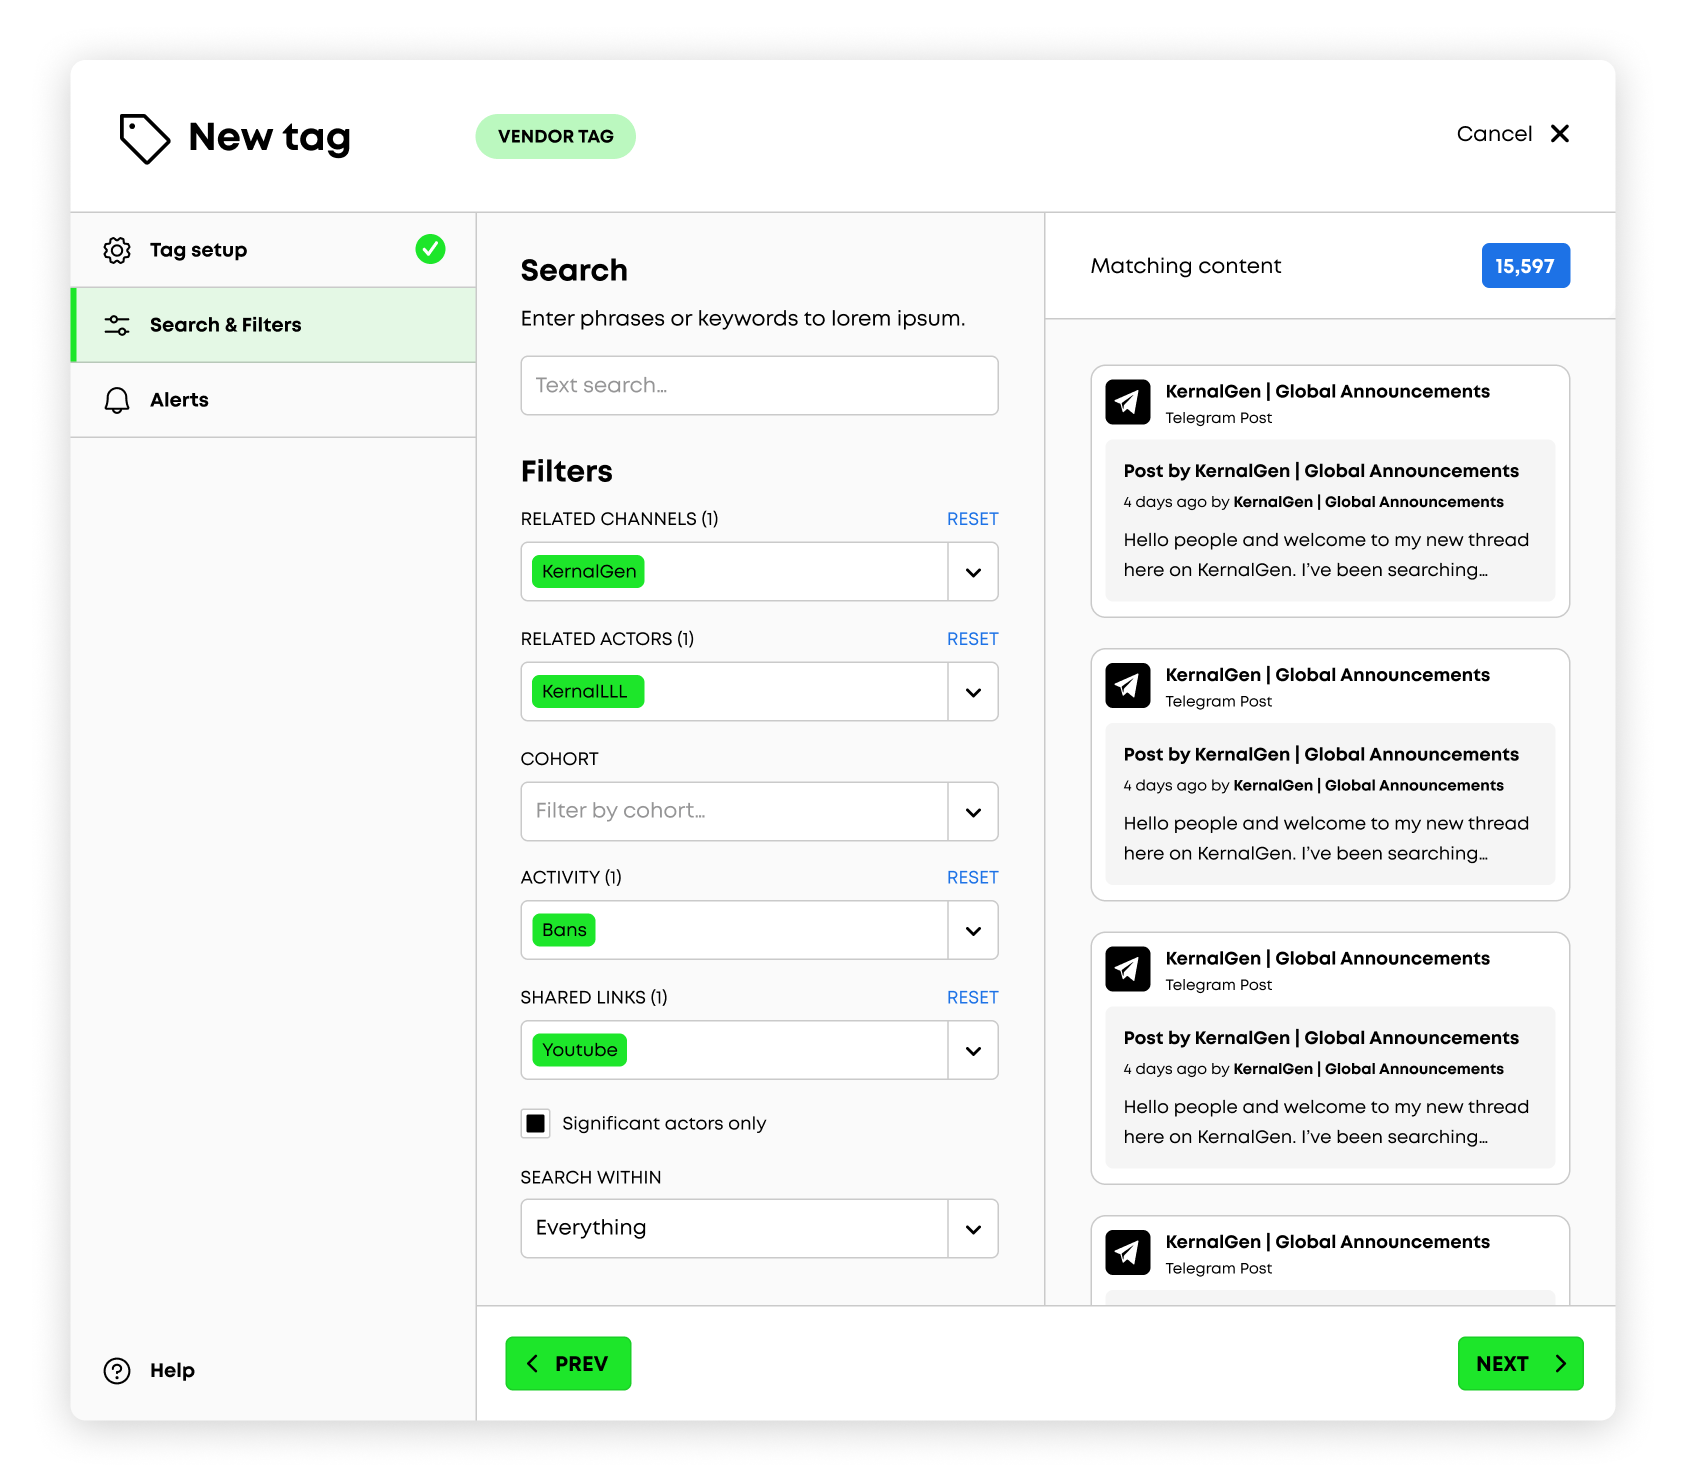 New tag
VENDOR TAG
Cancel
Tag setup
Search & Filters
Alerts
Help
Search
Enter phrases or keywords to lorem ipsum.
Text search...
Filters
RELATED CHANNELS (1)
RESET
KernalGen
RELATED ACTORS (1)
RESET
KernalLLL
COHORT
Filter by cohort...
ACTIVITY (1)
RESET
Bans
SHARED LINKS (1)
RESET
Youtube
Significant actors only
SEARCH WITHIN
Everything
Matching content
15,597
KernalGen | Global Announcements
Telegram Post
Post by KernalGen | Global Announcements
4 days ago by KernalGen | Global Announcements
Hello people and welcome to my new thread
here on KernalGen. I’ve been searching...
KernalGen | Global Announcements
Telegram Post
Post by KernalGen | Global Announcements
4 days ago by KernalGen | Global Announcements
Hello people and welcome to my new thread
here on KernalGen. I’ve been searching...
KernalGen | Global Announcements
Telegram Post
Post by KernalGen | Global Announcements
4 days ago by KernalGen | Global Announcements
Hello people and welcome to my new thread
here on KernalGen. I’ve been searching...
KernalGen | Global Announcements
Telegram Post
PREV
NEXT